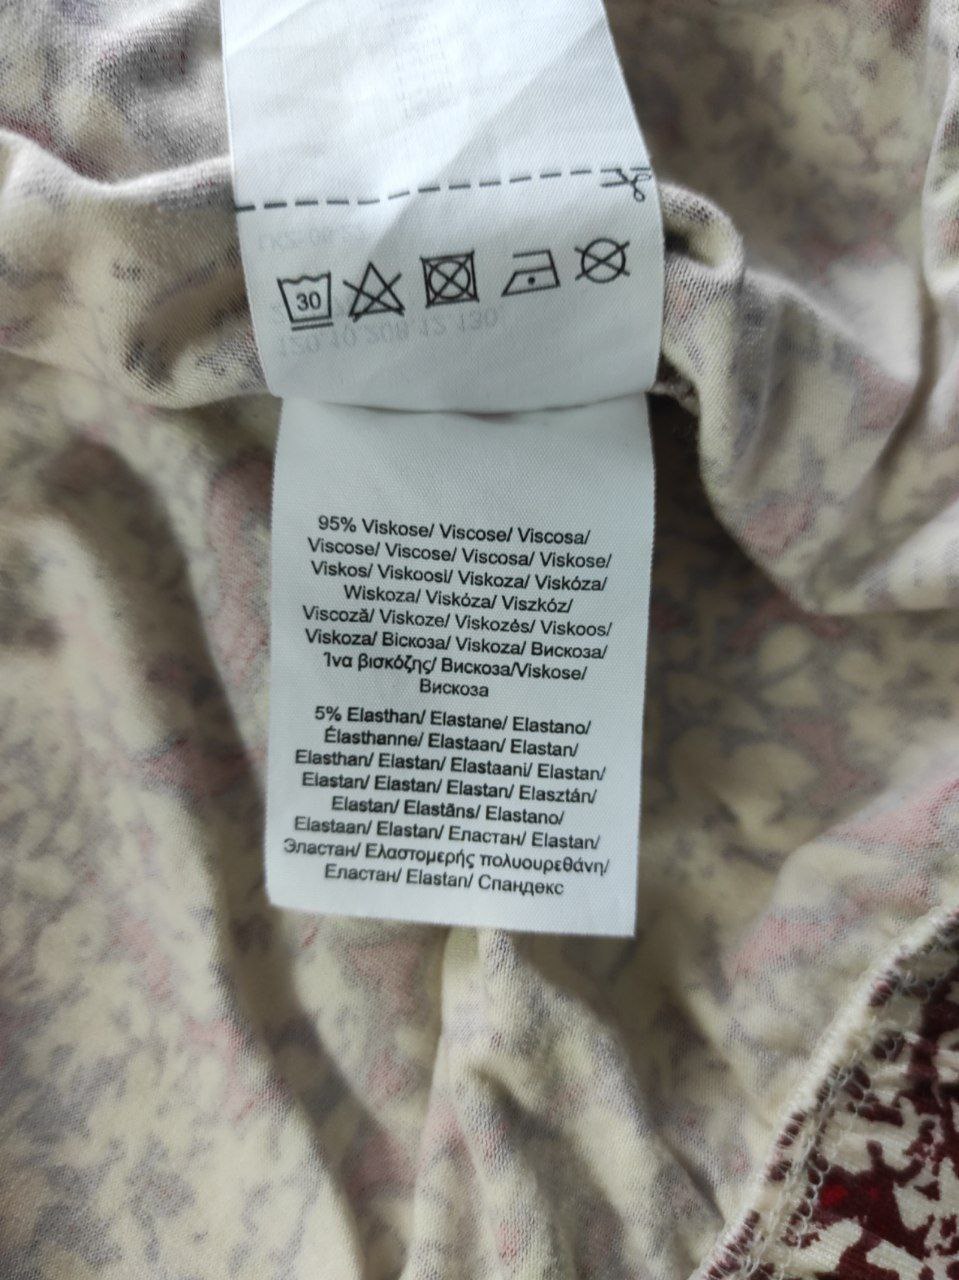 30
95% Viskose/ Viscose/ Viscosa/
Viscose/ Viscose/ Viscosa/ Viskose/
Viskos/ Viskoosi/ Viskoza/ Viskóza/
Wiskoza/ Viskóza/ Viszkóz/
Viscoză/ Viskoze/ Viskozės/ Viskoos/
Viskoza/ Віскоза/ Viskoza/ Вискоза/
Ίνα βισκόζης/ Вискоза/Viskose/
Вискоза
5% Elasthan/ Elastane/ Elastano/
Élasthanne/ Elastaan/ Elastan/
Elasthan/ Elastan/ Elastaani/ Elastan/
Elastan/ Elastan/ Elastan/ Elasztán/
Elastan/ Elastāns/ Elastano/
Elastaan/ Elastan/ Еластан/ Elastan/
Эластан/ Ελαστομερής πολυουρεθάνη/
Еластан/ Elastan/ Спандекс